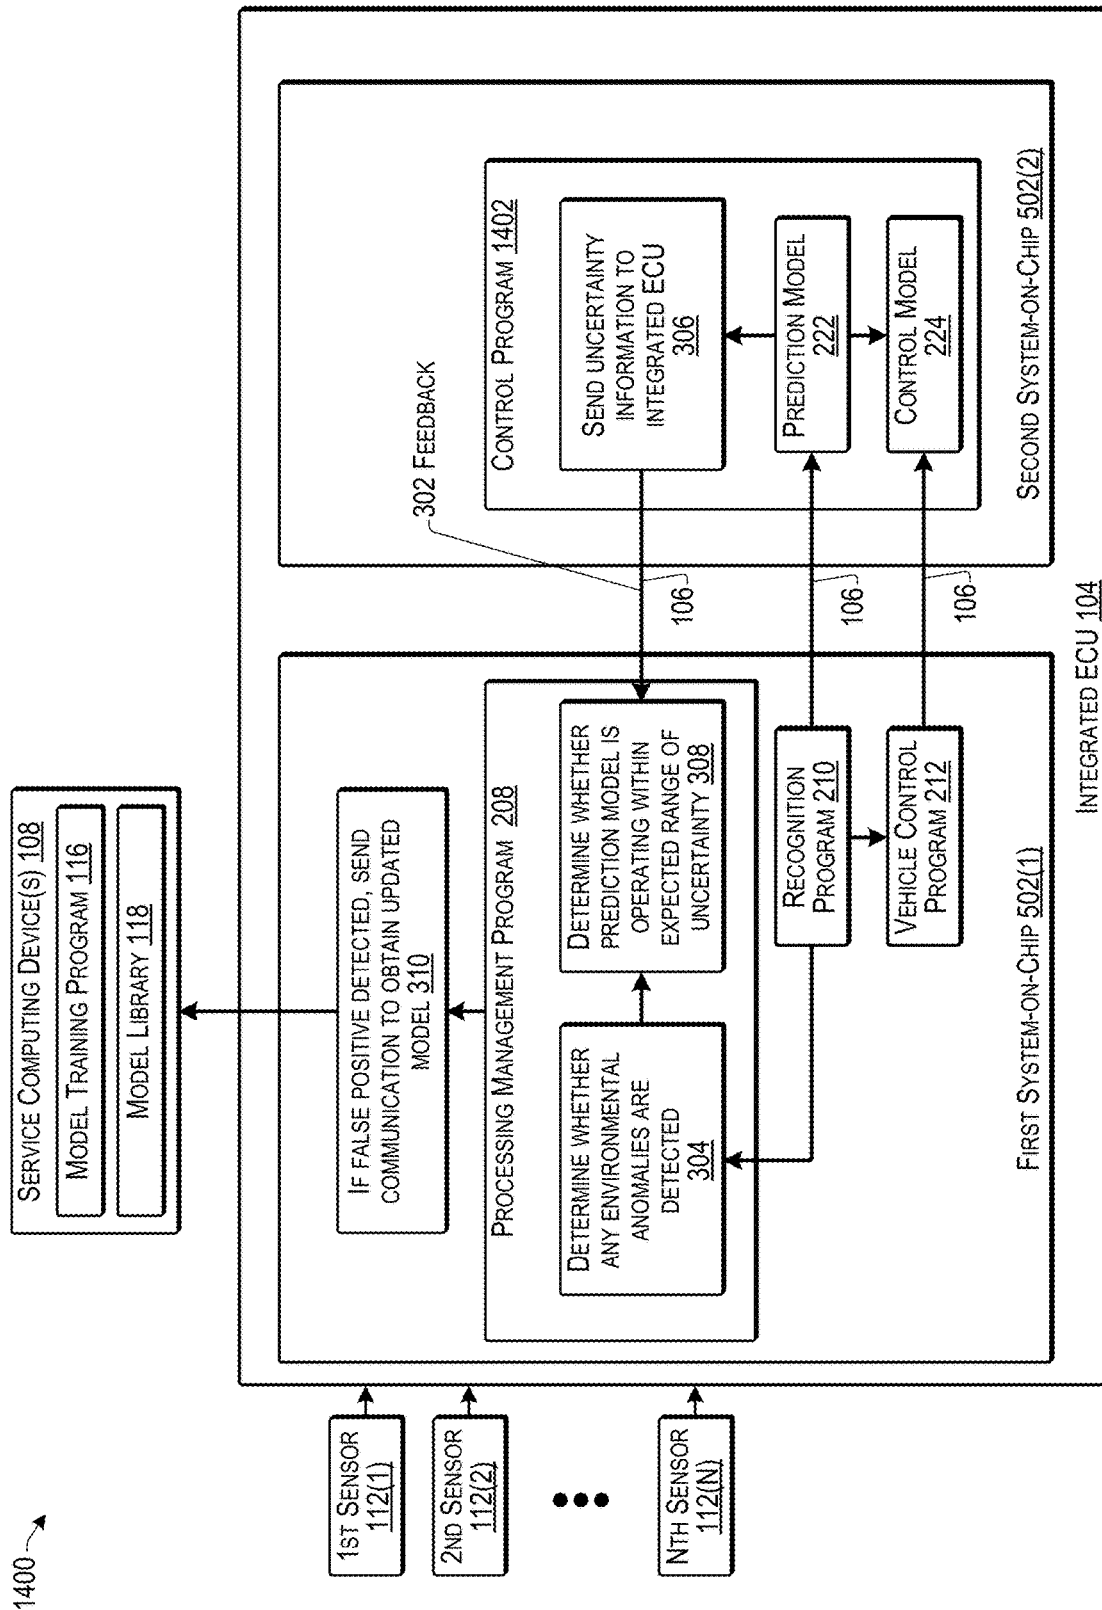 1400
SERVICE COMPUTING DEVICE(S) 108
MODEL TRAINING PROGRAM 116
MODEL LIBRARY 118
1ST SENSOR
112(1)
2ND SENSOR
112(2)
NTH SENSOR
112(N)
IF FALSE POSITIVE DETECTED, SEND
COMMUNICATION TO OBTAIN UPDATED
MODEL 310
PROCESSING MANAGEMENT PROGRAM 208
DETERMINE WHETHER
ANY ENVIRONMENTAL
ANOMALIES ARE
DETECTED
304
DETERMINE WHETHER
PREDICTION MODEL IS
OPERATING WITHIN
EXPECTED RANGE OF
UNCERTAINTY 308
RECOGNITION
PROGRAM 210
VEHICLE CONTROL
PROGRAM 212
FIRST SYSTEM-ON-CHIP 502(1)
302 FEEDBACK
106
106
106
CONTROL PROGRAM 1402
SEND UNCERTAINTY
INFORMATION TO
INTEGRATED ECU
306
PREDICTION MODEL
222
CONTROL MODEL
224
SECOND SYSTEM-ON-CHIP 502(2)
INTEGRATED ECU 104